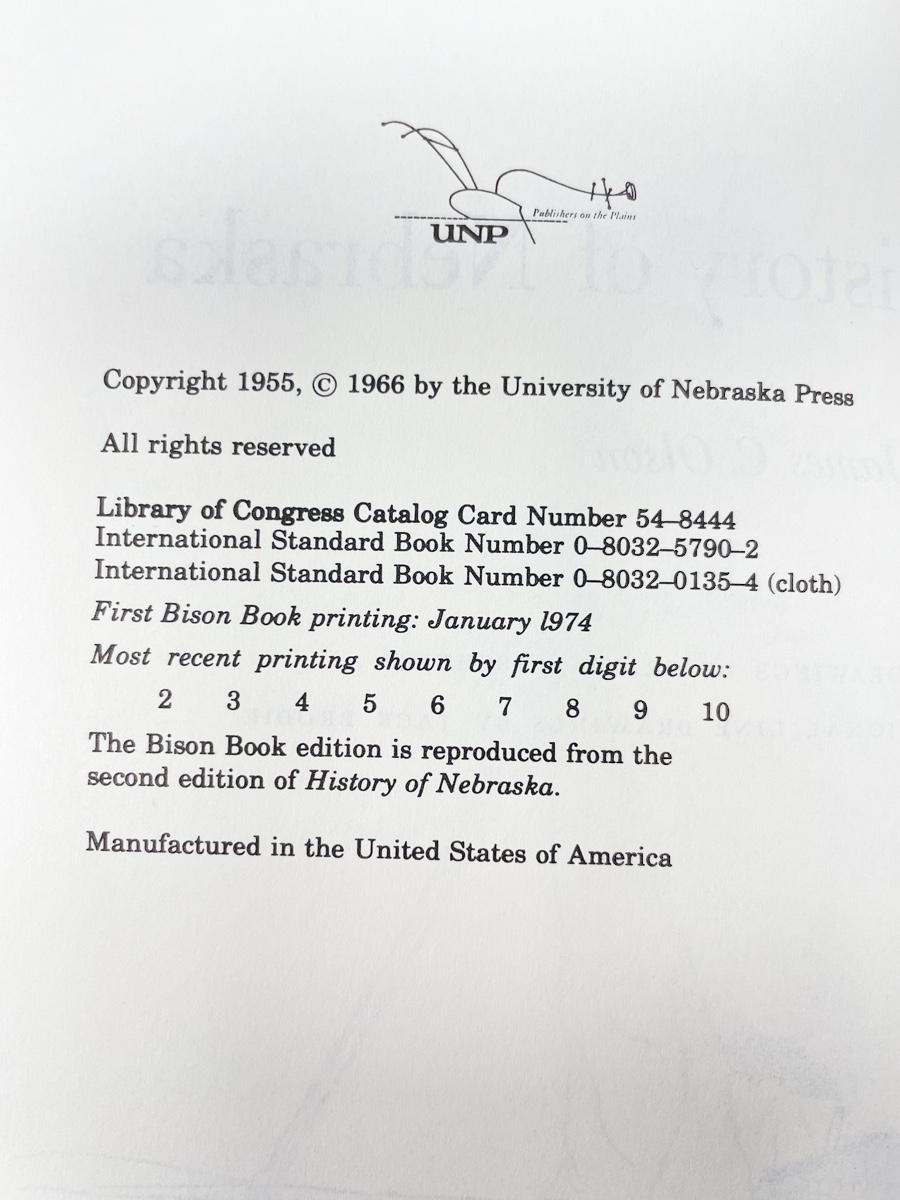 Publishers on the Plains
UNP
Copyright 1955, © 1966 by the University of Nebraska Press
All rights reserved
Library of Congress Catalog Card Number 54–8444
International Standard Book Number 0–8032–5790–2
International Standard Book Number 0–8032–0135–4 (cloth)
First Bison Book printing: January 1974
Most recent printing shown by first digit below:
2 3 4 5 6 7 8 9 10
The Bison Book edition is reproduced from the
second edition of History of Nebraska.
Manufactured in the United States of America